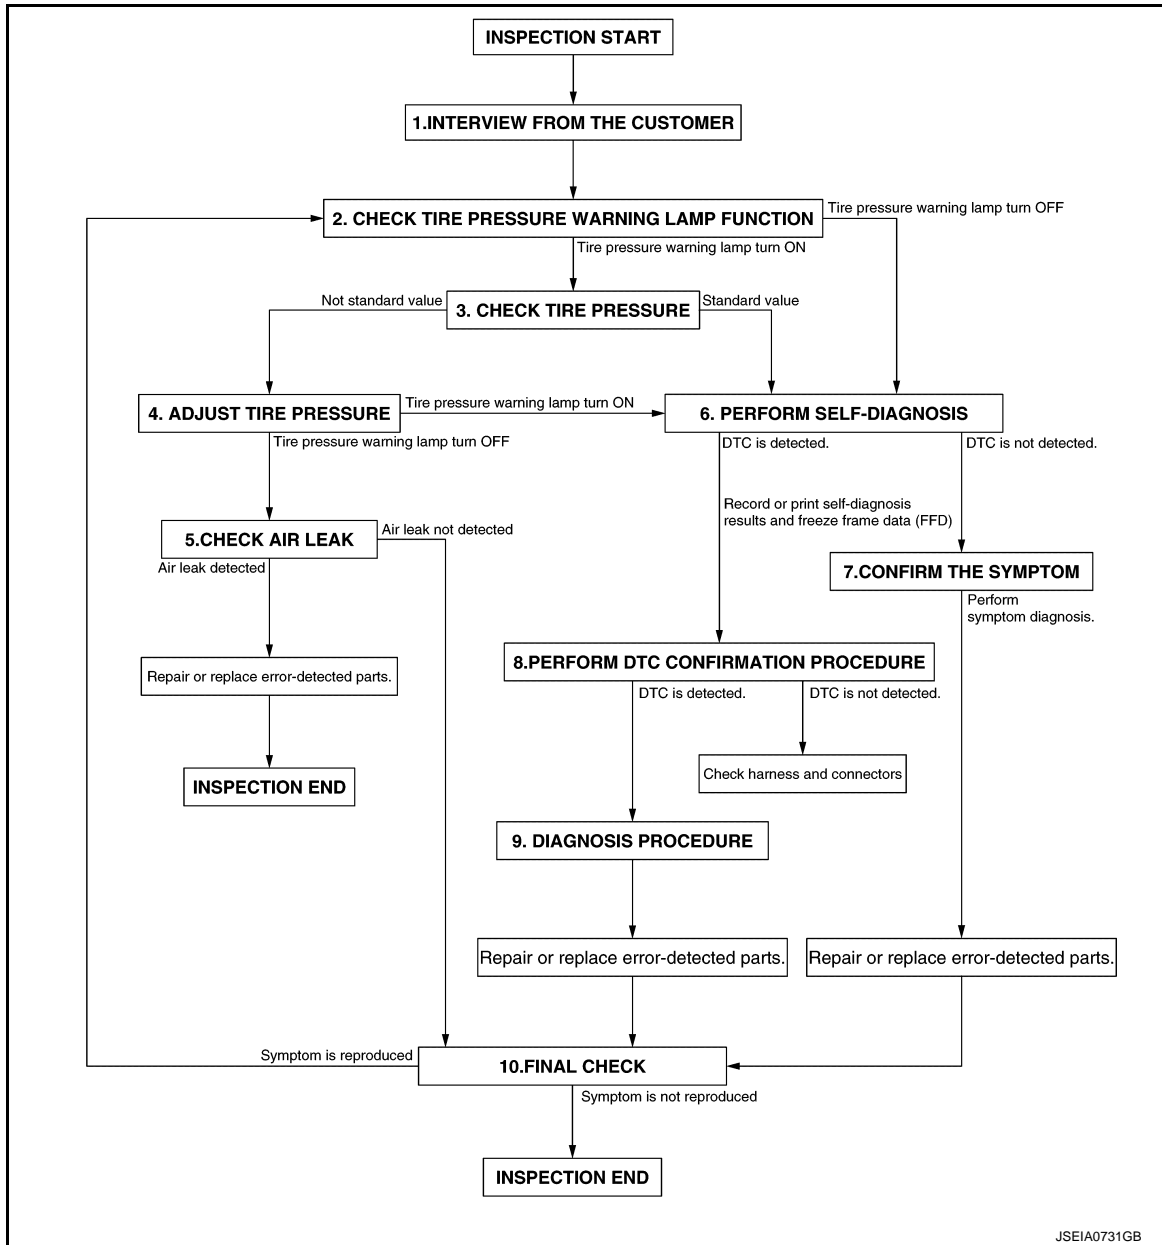 INSPECTION START
1.INTERVIEW FROM THE CUSTOMER
2. CHECK TIRE PRESSURE WARNING LAMP FUNCTION
Tire pressure warning lamp turn OFF
Tire pressure warning lamp turn ON
Not standard value
3. CHECK TIRE PRESSURE
Standard value
4. ADJUST TIRE PRESSURE
Tire pressure warning lamp turn ON
6. PERFORM SELF-DIAGNOSIS
Tire pressure warning lamp turn OFF
DTC is detected.
DTC is not detected.
Record or print self-diagnosis
results and freeze frame data (FFD)
5.CHECK AIR LEAK
Air leak not detected
Air leak detected
7.CONFIRM THE SYMPTOM
Perform
symptom diagnosis.
8.PERFORM DTC CONFIRMATION PROCEDURE
Repair or replace error-detected parts.
DTC is detected.
DTC is not detected.
INSPECTION END
Check harness and connectors
9. DIAGNOSIS PROCEDURE
Repair or replace error-detected parts.
Repair or replace error-detected parts.
Symptom is reproduced
10.FINAL CHECK
Symptom is not reproduced
INSPECTION END
JSEIA0731GB